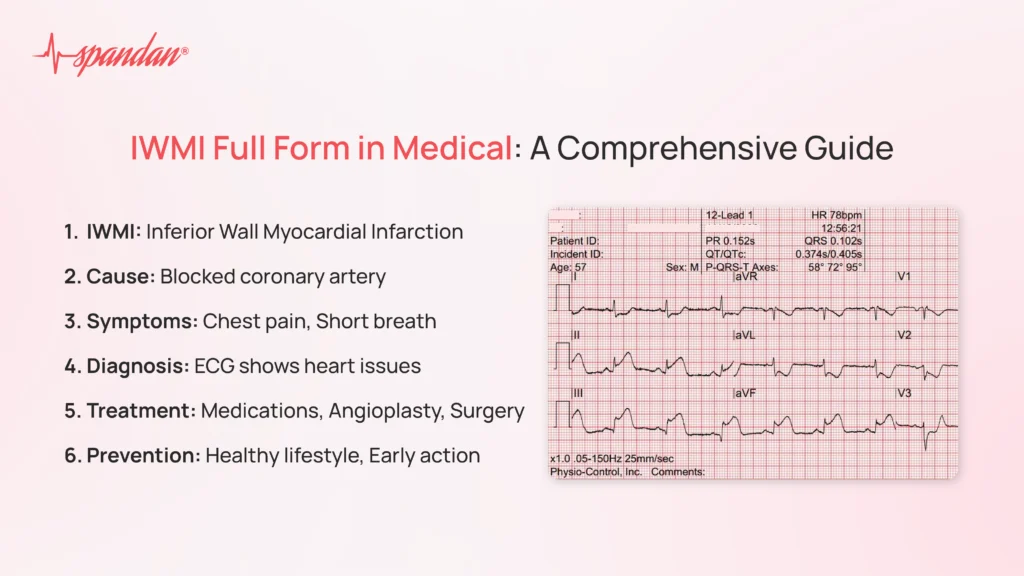 spandan®
IWMI Full Form in Medical: A Comprehensive Guide
1. IWMI: Inferior Wall Myocardial Infarction
2. Cause: Blocked coronary artery
3. Symptoms: Chest pain, Short breath
4. Diagnosis: ECG shows heart issues
5. Treatment: Medications, Angioplasty, Surgery
6. Prevention: Healthy lifestyle, Early action
: 12-Lead 1 HR 78bpm
: 12:56:21
Patient ID: PR 0.152s QRS 0.102s
Incident ID: QT/QTc: 0.374s/0.405s
Age: 57 Sex: M P-QRS-T Axes: 58° 72° 95°
I aVR V1
II aVL V2
III aVF V3
x1.0 .05-150Hz 25mm/sec
Physio-Control, Inc. Comments: